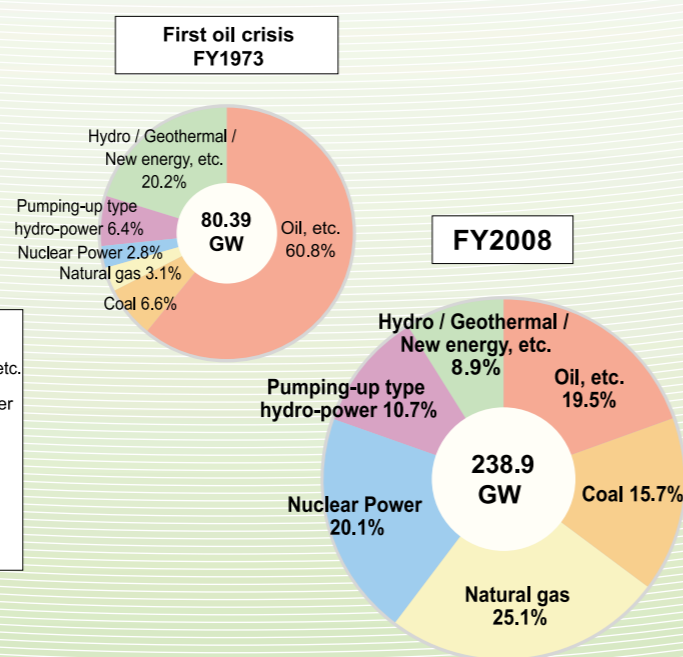 First oil crisis
FY1973
Hydro / Geothermal /
New energy, etc.
20.2%
Pumping-up type
hydro-power 6.4%
Nuclear Power 2.8%
Natural gas 3.1%
Coal 6.6%
80.39
GW
Oil, etc.
60.8%
FY2008
etc.
er
Hydro / Geothermal /
New energy, etc.
8.9%
Oil, etc.
19.5%
Pumping-up type
hydro-power 10.7%
238.9
GW
Coal 15.7%
Nuclear Power
20.1%
Natural gas
25.1%